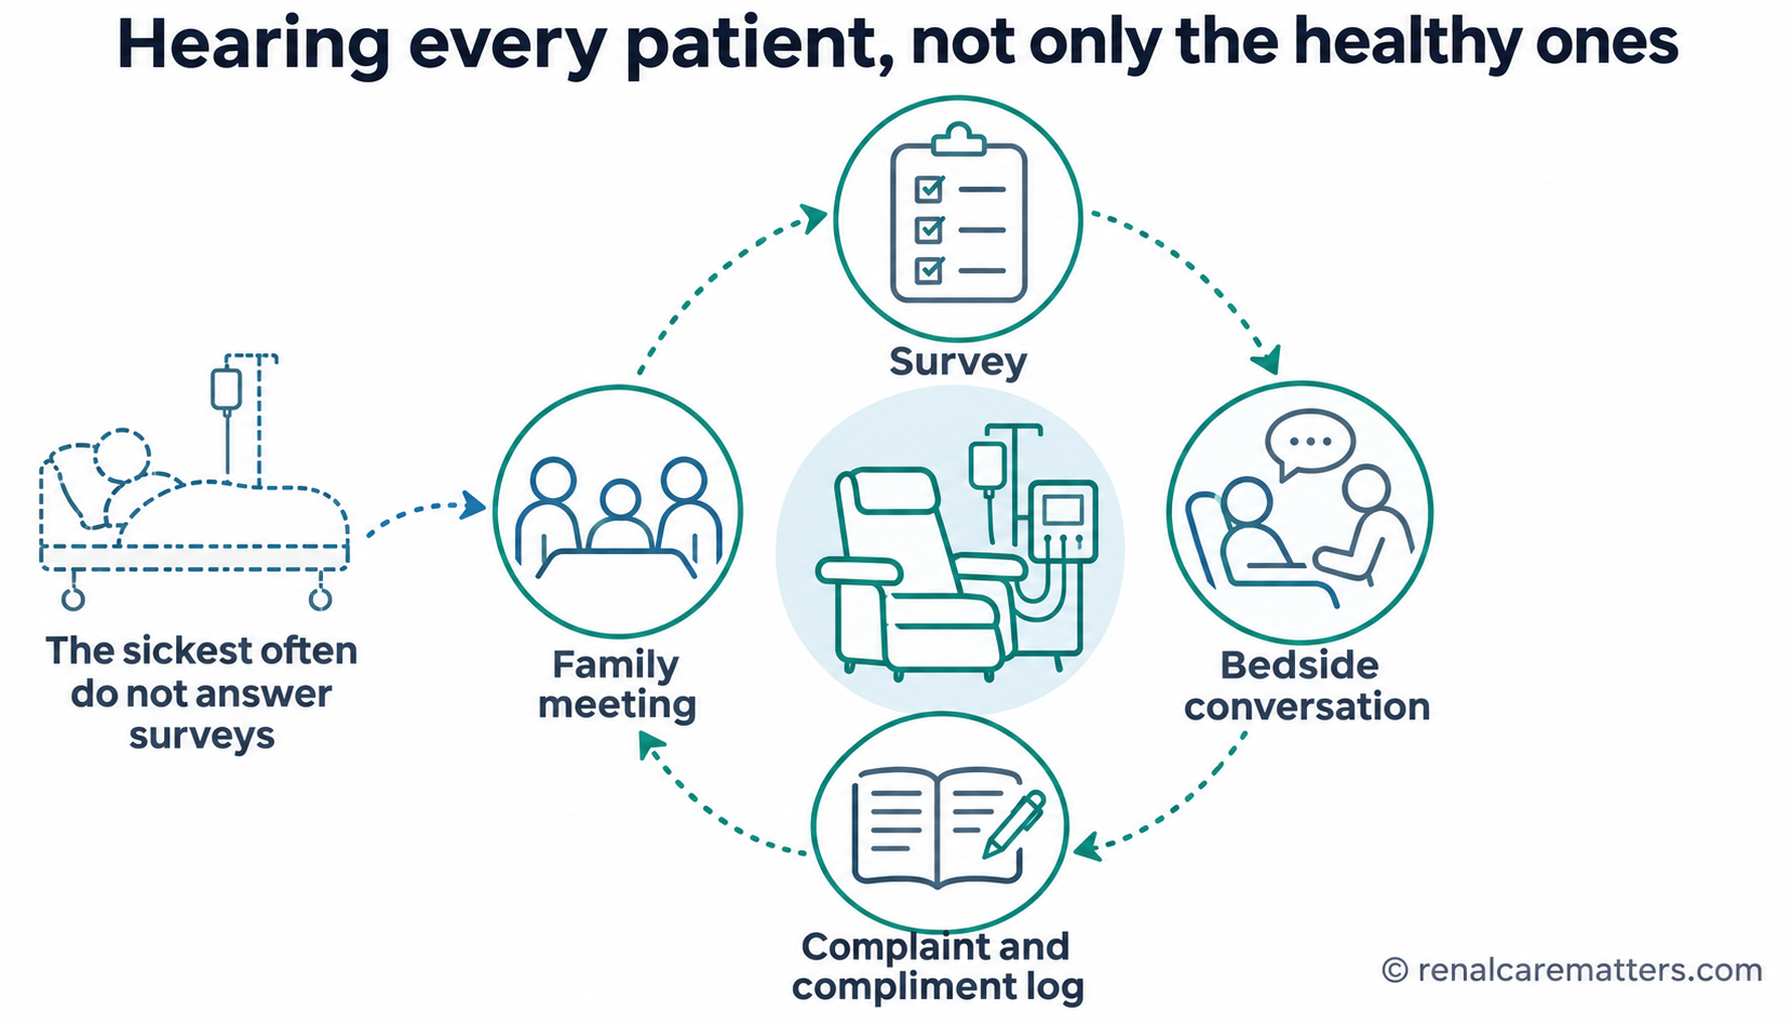 Hearing every patient, not only the healthy ones
Survey
The sickest often
do not answer
surveys
Family
meeting
Bedside
conversation
Complaint and
compliment log
© renalcarematters.com